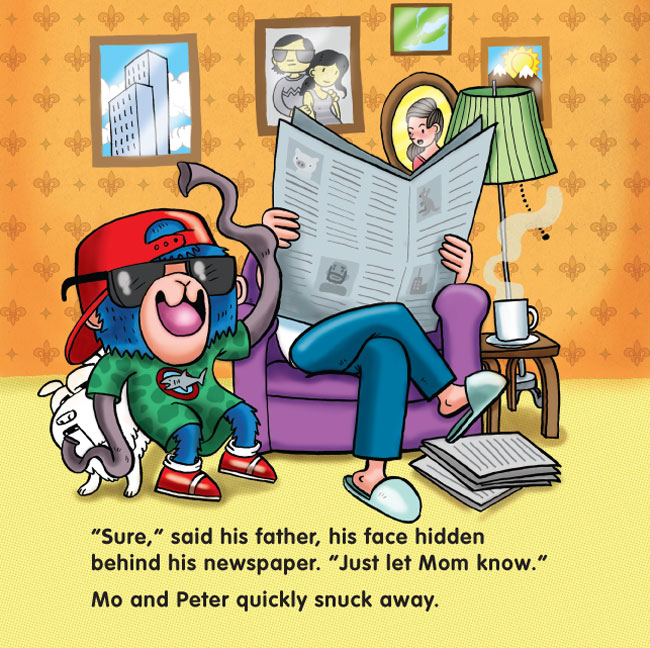 “Sure,” said his father, his face hidden
behind his newspaper. “Just let Mom know.”
Mo and Peter quickly snuck away.